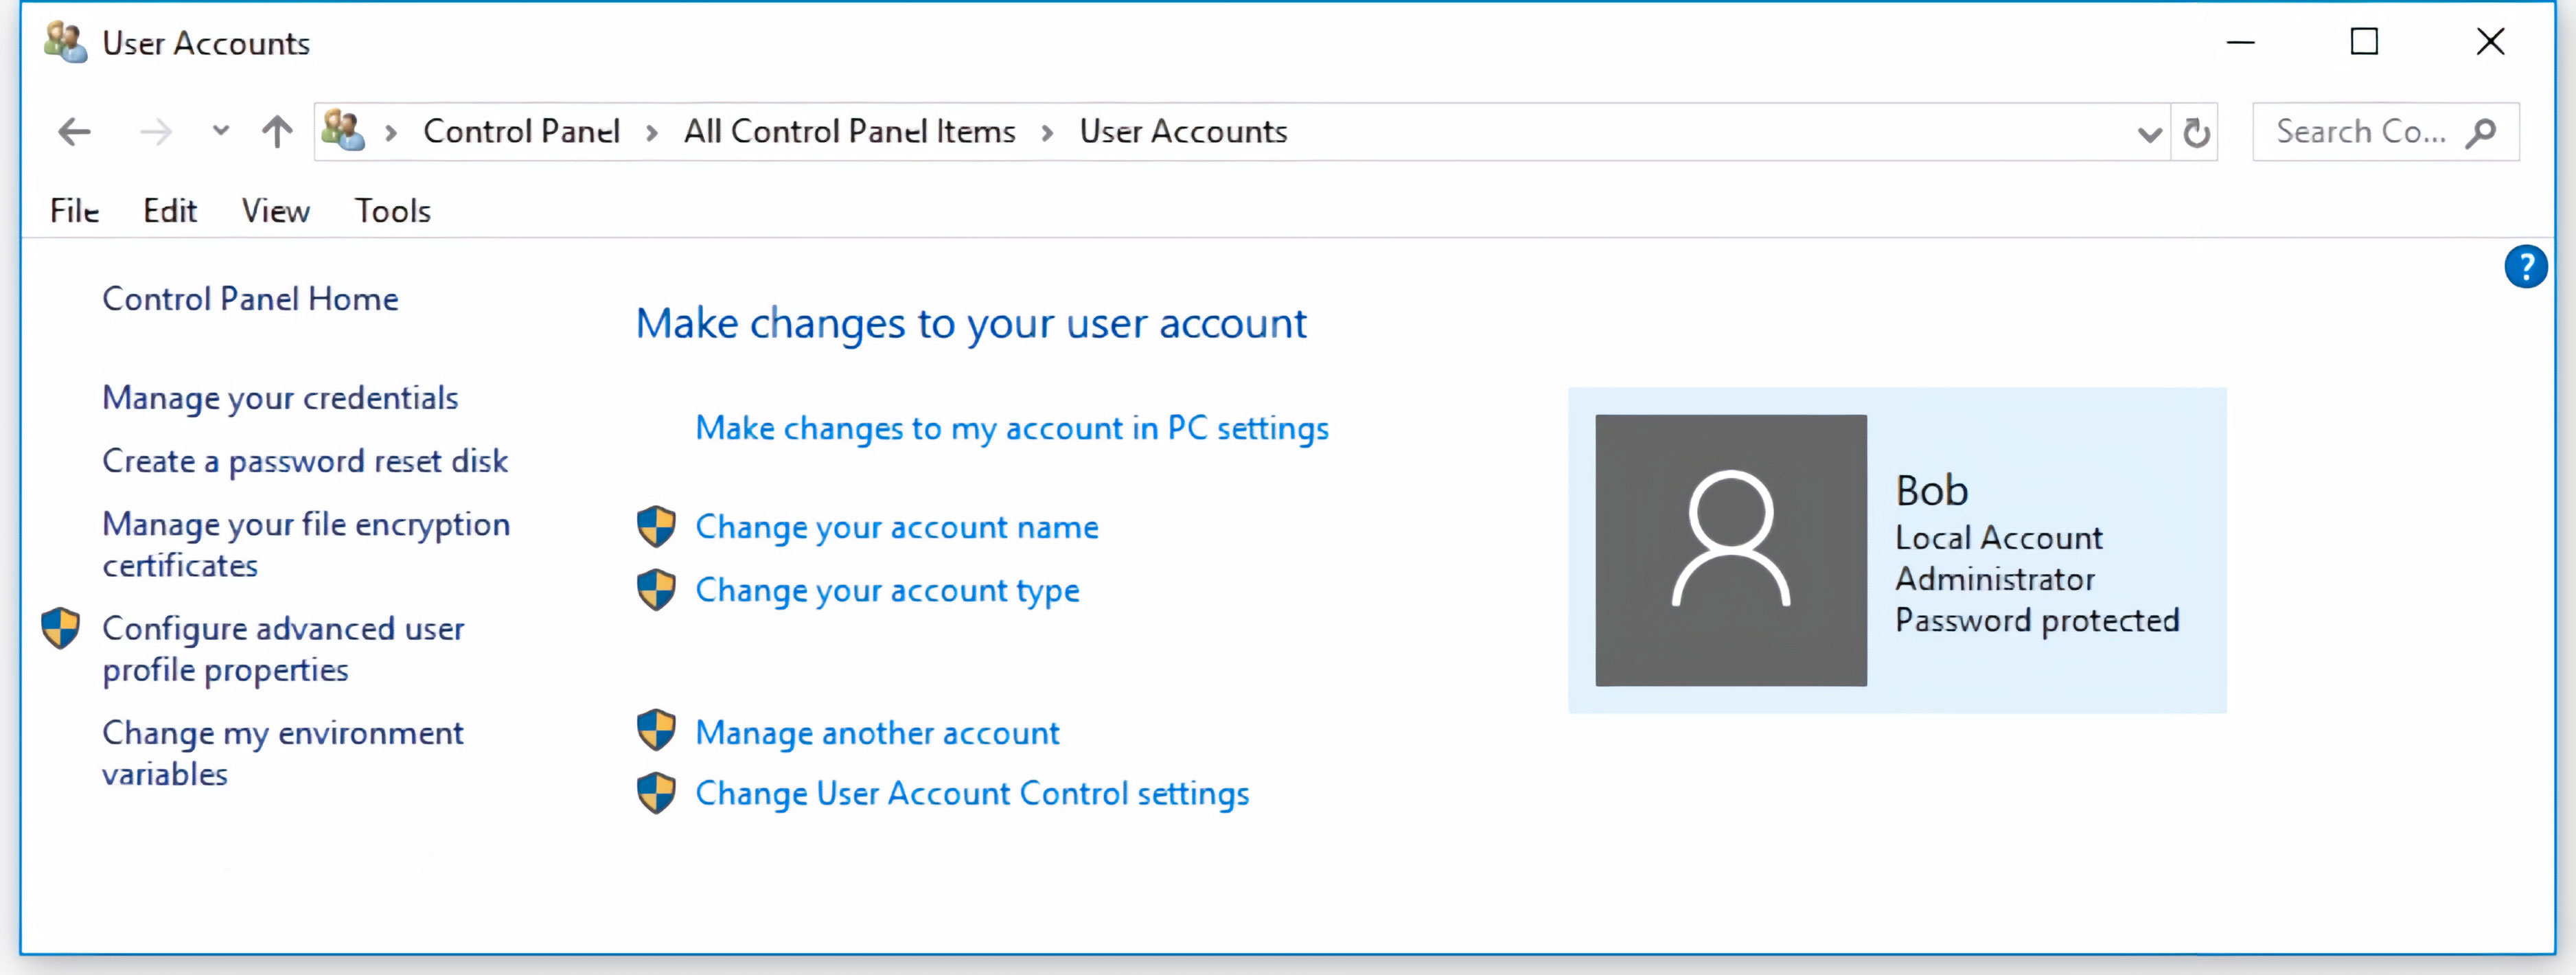 User Accounts
Control Panel > All Control Panel Items > User Accounts
Search Co...
File Edit View Tools
?
Control Panel Home
Manage your credentials
Create a password reset disk
Manage your file encryption
certificates
Configure advanced user
profile properties
Change my environment
variables
Make changes to your user account
Make changes to my account in PC settings
Change your account name
Change your account type
Manage another account
Change User Account Control settings
Bob
Local Account
Administrator
Password protected